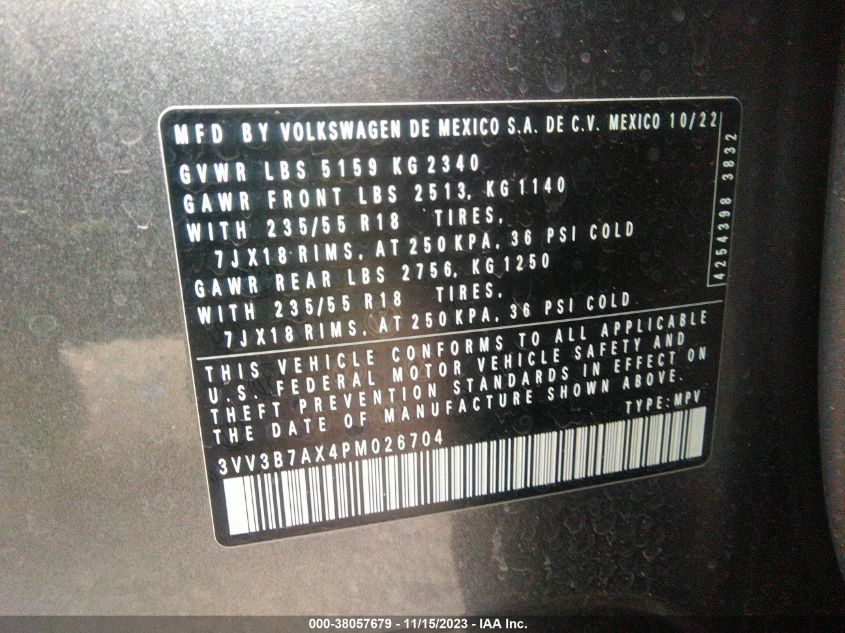 MFD BY VOLKSWAGEN DE MEXICO S.A. DE C.V. MEXICO 10/22
GVWR LBS 5159 KG 2340
GAWR FRONT LBS 2513, KG 1140
WITH 235/55 R18 TIRES,
7JX18 RIMS, AT 250 KPA, 36 PSI COLD
GAWR REAR LBS 2756, KG 1250
WITH 235/55 R18 TIRES,
7JX18 RIMS, AT 250 KPA, 36 PSI COLD
4254398 3832
THIS VEHICLE CONFORMS TO ALL APPLICABLE
U.S. FEDERAL MOTOR VEHICLE SAFETY AND
THEFT PREVENTION STANDARDS IN EFFECT ON
THE DATE OF MANUFACTURE SHOWN ABOVE.
TYPE: MPV
3VV3B7AX4PM026704
000-38057679 - 11/15/2023 - IAA Inc.